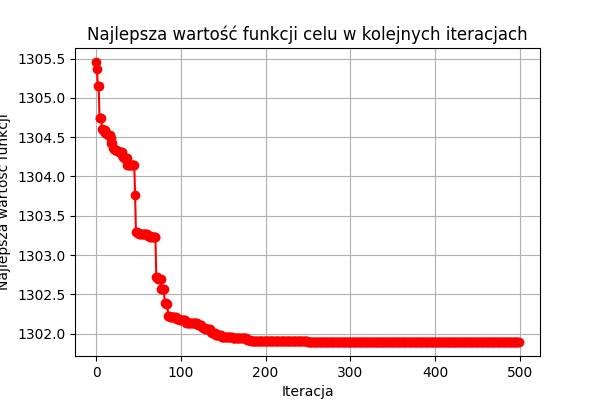 Najlepsza wartość funkcji celu w kolejnych iteracjach
1305.5
1305.0
1304.5
1304.0
1303.5
1303.0
1302.5
1302.0
Najlepsza wartość funkcji
0 100 200 300 400 500
Iteracja